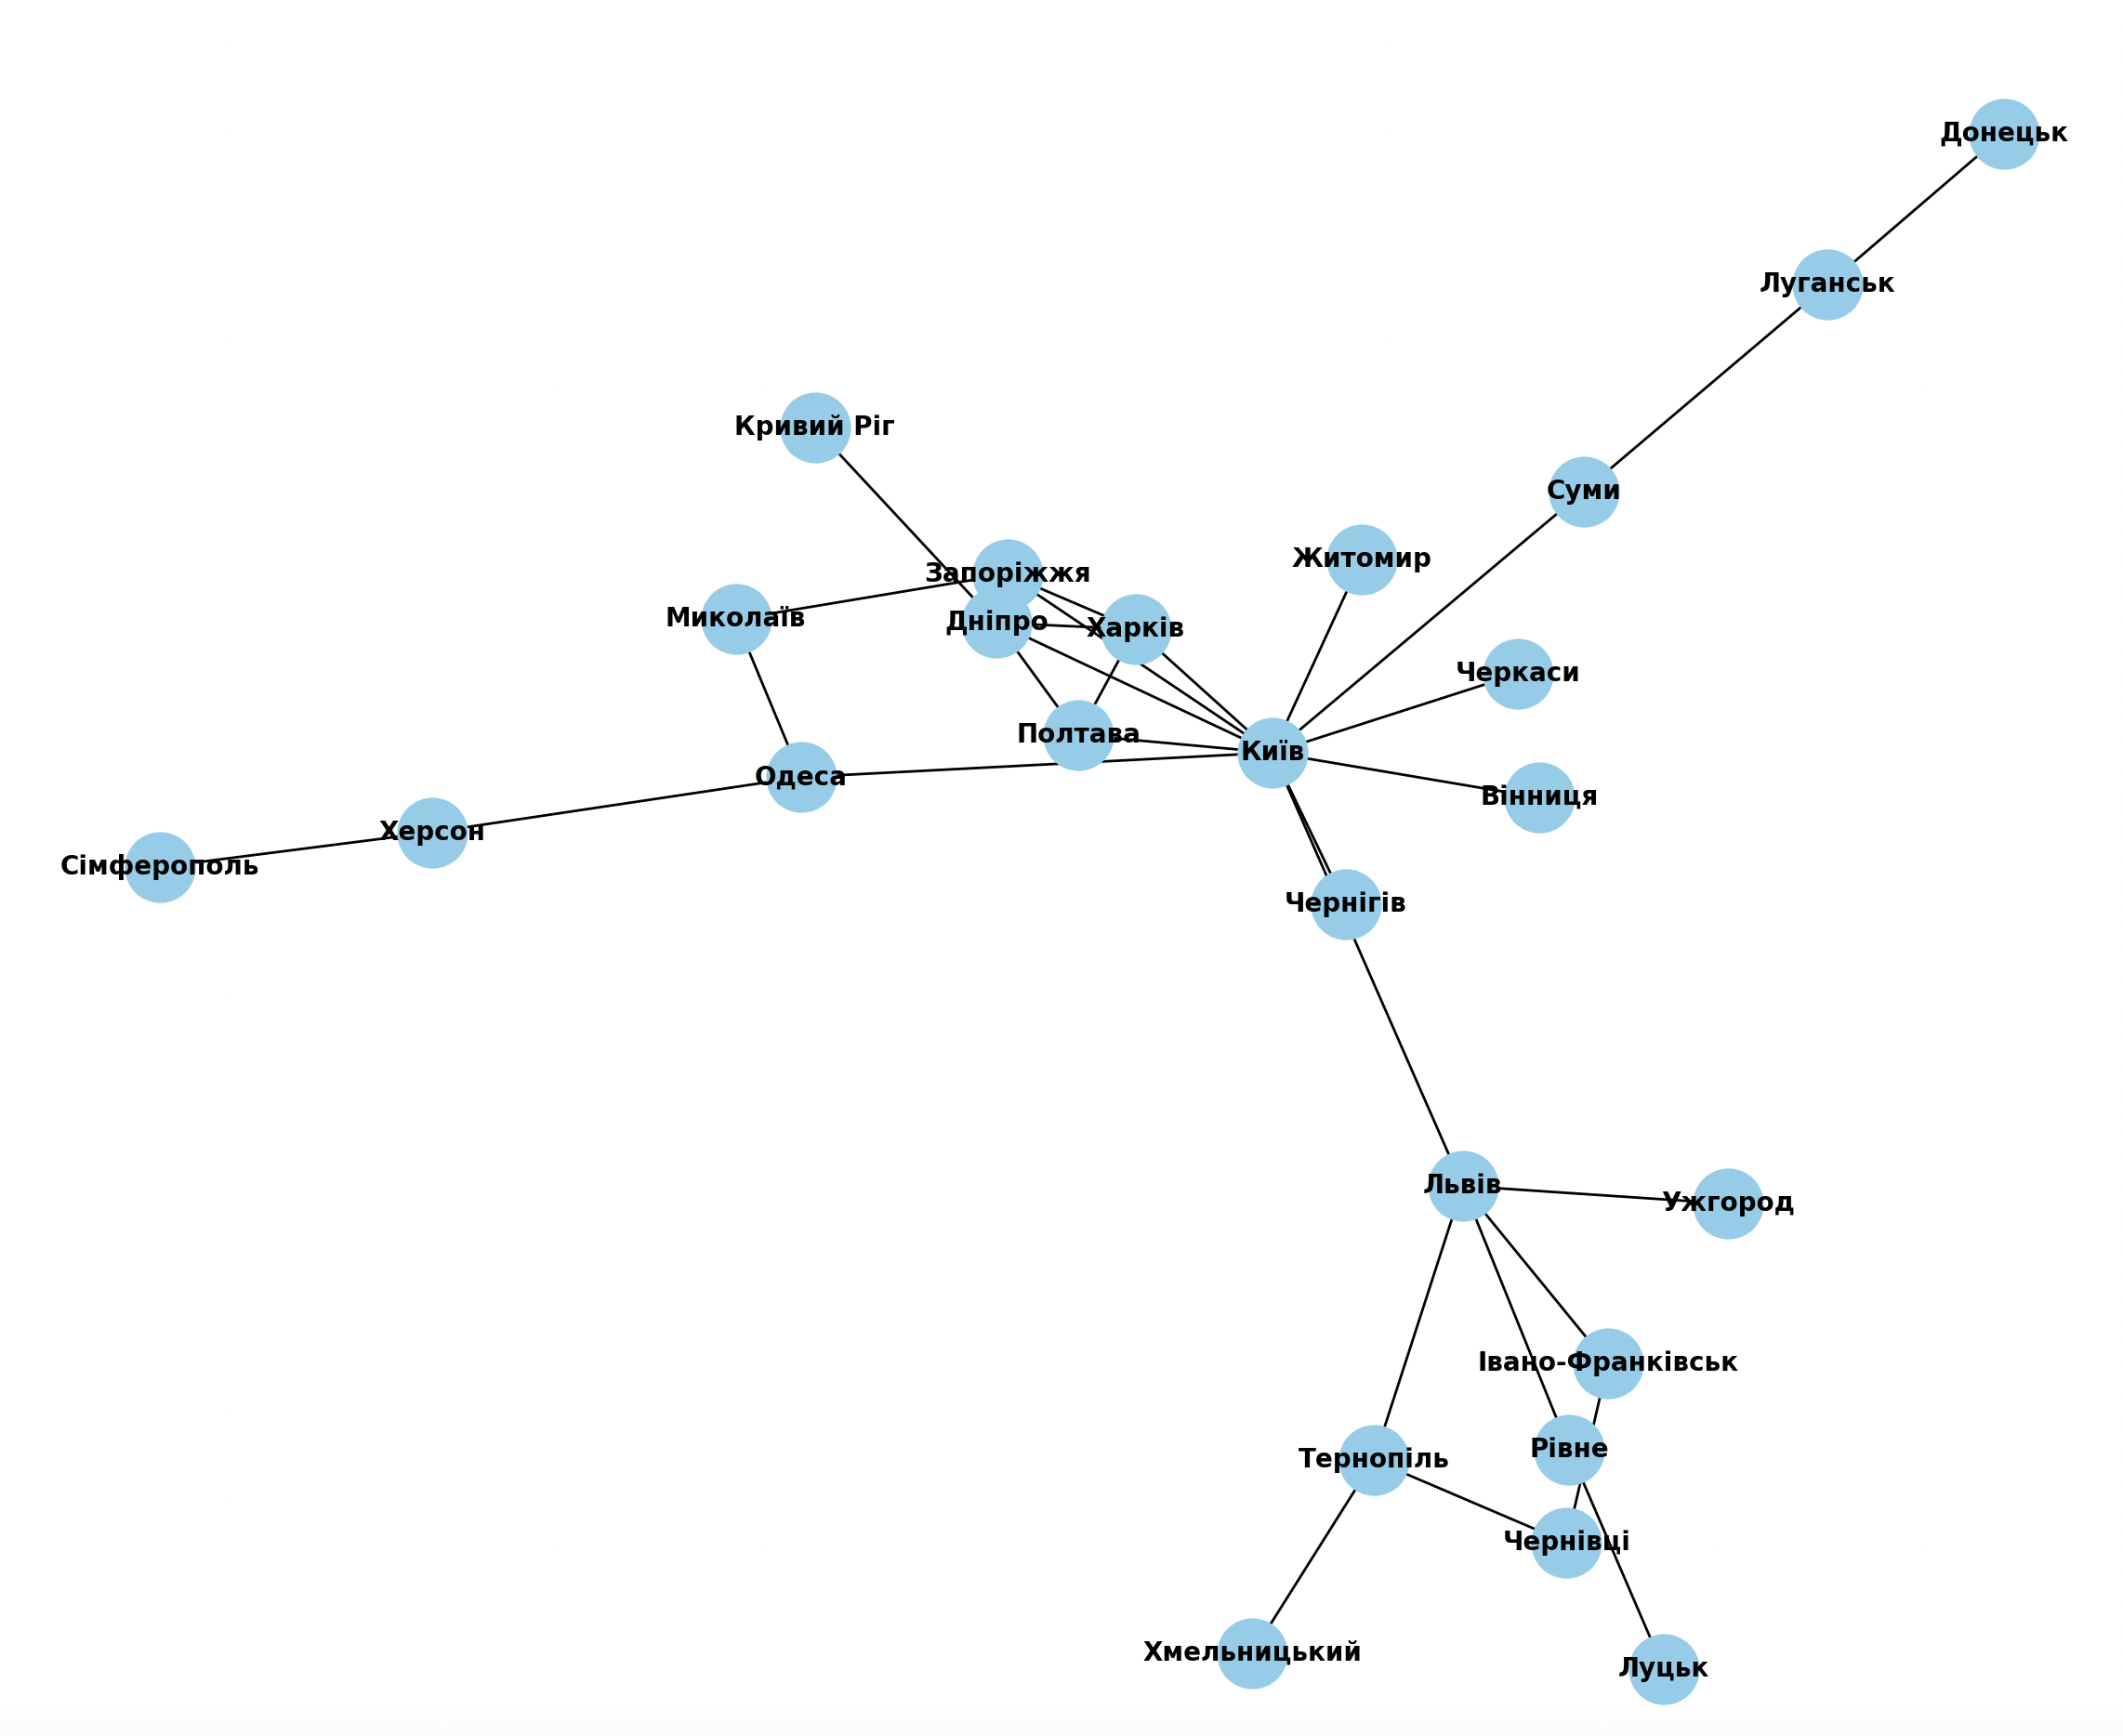 Донецьк
Луганськ
Кривий Ріг
Суми
Житомир
Запоріжжя
Миколаїв
Дніпро
Харків
Черкаси
Полтава
Київ
Одеса
Вінниця
Херсон
Сімферополь
Чернігів
Львів
Ужгород
Івано-Франківськ
Рівне
Тернопіль
Чернівці
Хмельницький
Луцьк